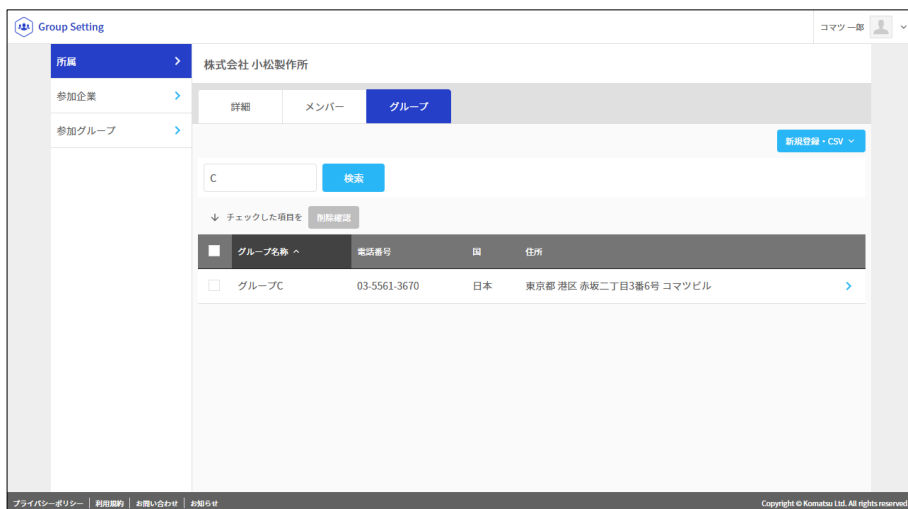 Group Setting
コマツ 一郎
所属
参加企業
参加グループ
株式会社 小松製作所
詳細 メンバー グループ
新規登録・CSV
C 検索
チェックした項目を 削除確認
グループ名称 電話番号 国 住所
グループC 03-5561-3670 日本 東京都 港区 赤坂二丁目3番6号 コマツビル
プライバシーポリシー 利用規約 お問い合わせ お知らせ Copyright © Komatsu Ltd. All rights reserved